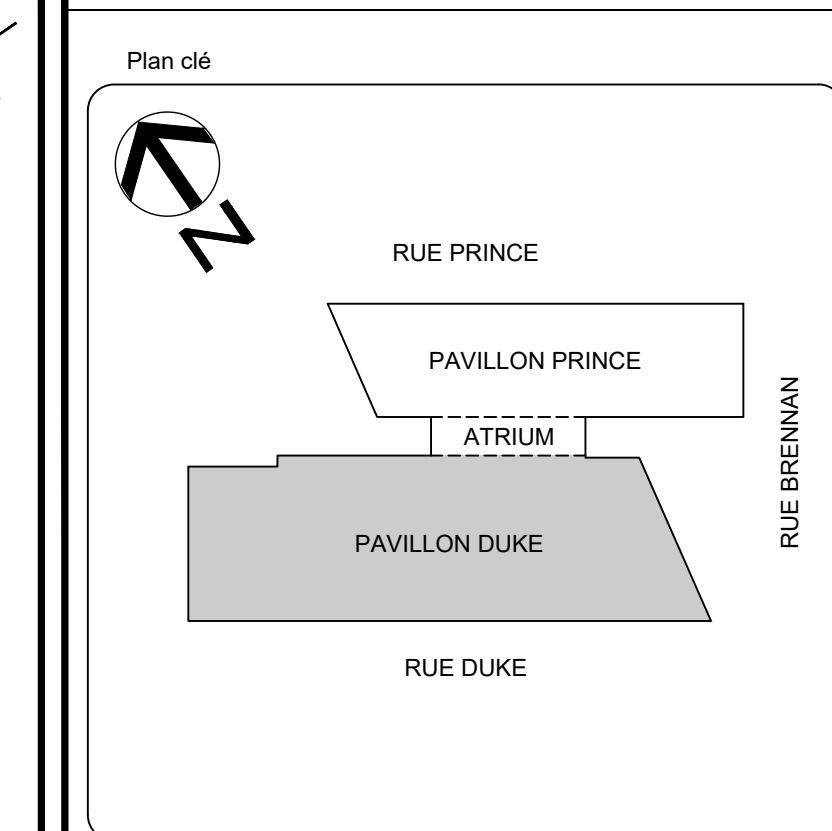 Plan clé
N
RUE PRINCE
PAVILLON PRINCE
ATRIUM
RUE BRENNAN
PAVILLON DUKE
RUE DUKE